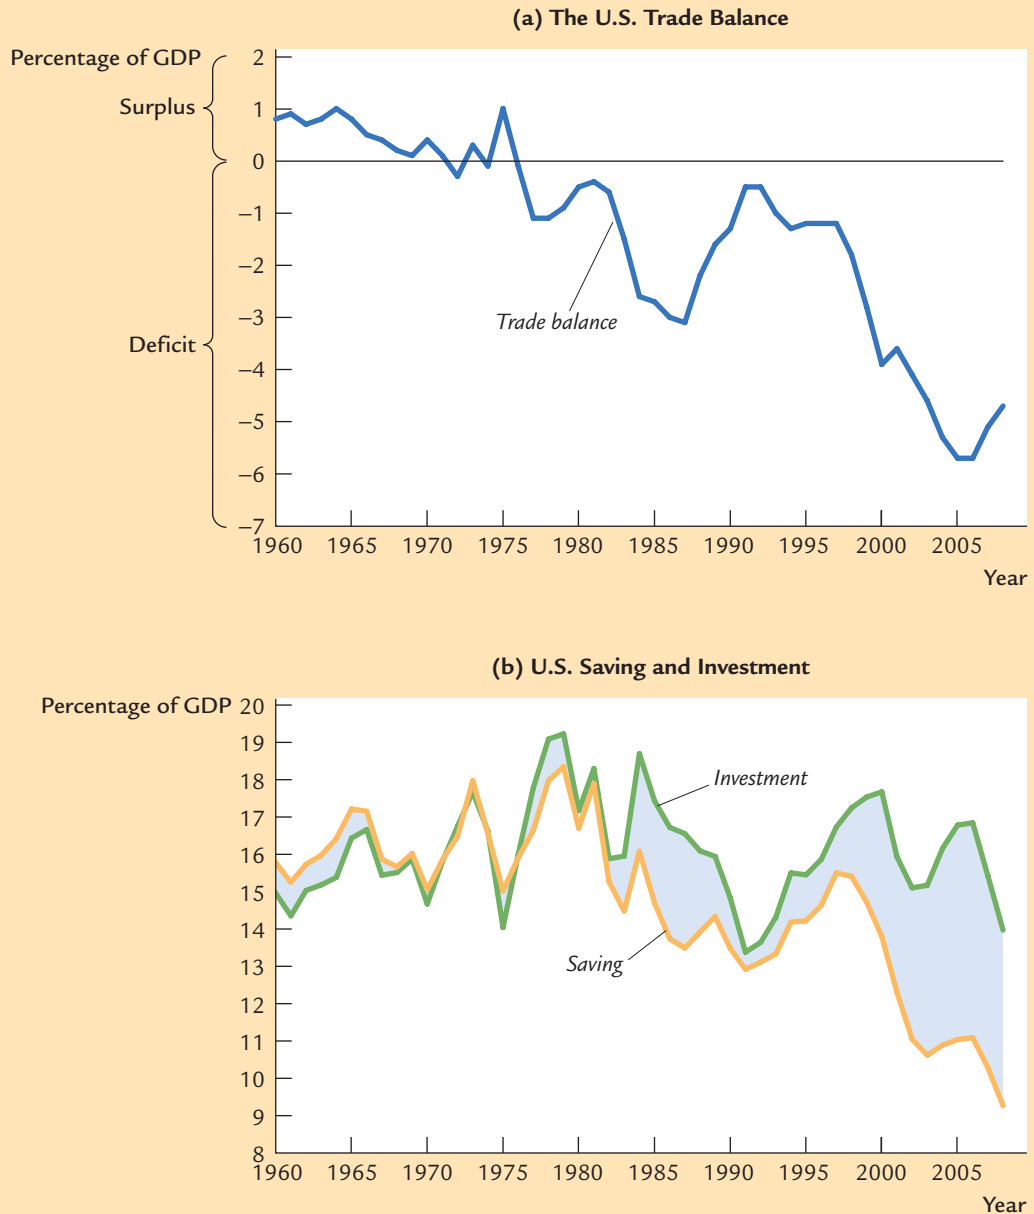 (a) The U.S. Trade Balance
Percentage of GDP
Surplus
Deficit
2
1
0
−1
−2
−3
−4
−5
−6
−7
Trade balance
1960 1965 1970 1975 1980 1985 1990 1995 2000 2005
Year
(b) U.S. Saving and Investment
Percentage of GDP
20
19
18
17
16
15
14
13
12
11
10
9
8
Investment
Saving
1960 1965 1970 1975 1980 1985 1990 1995 2000 2005
Year